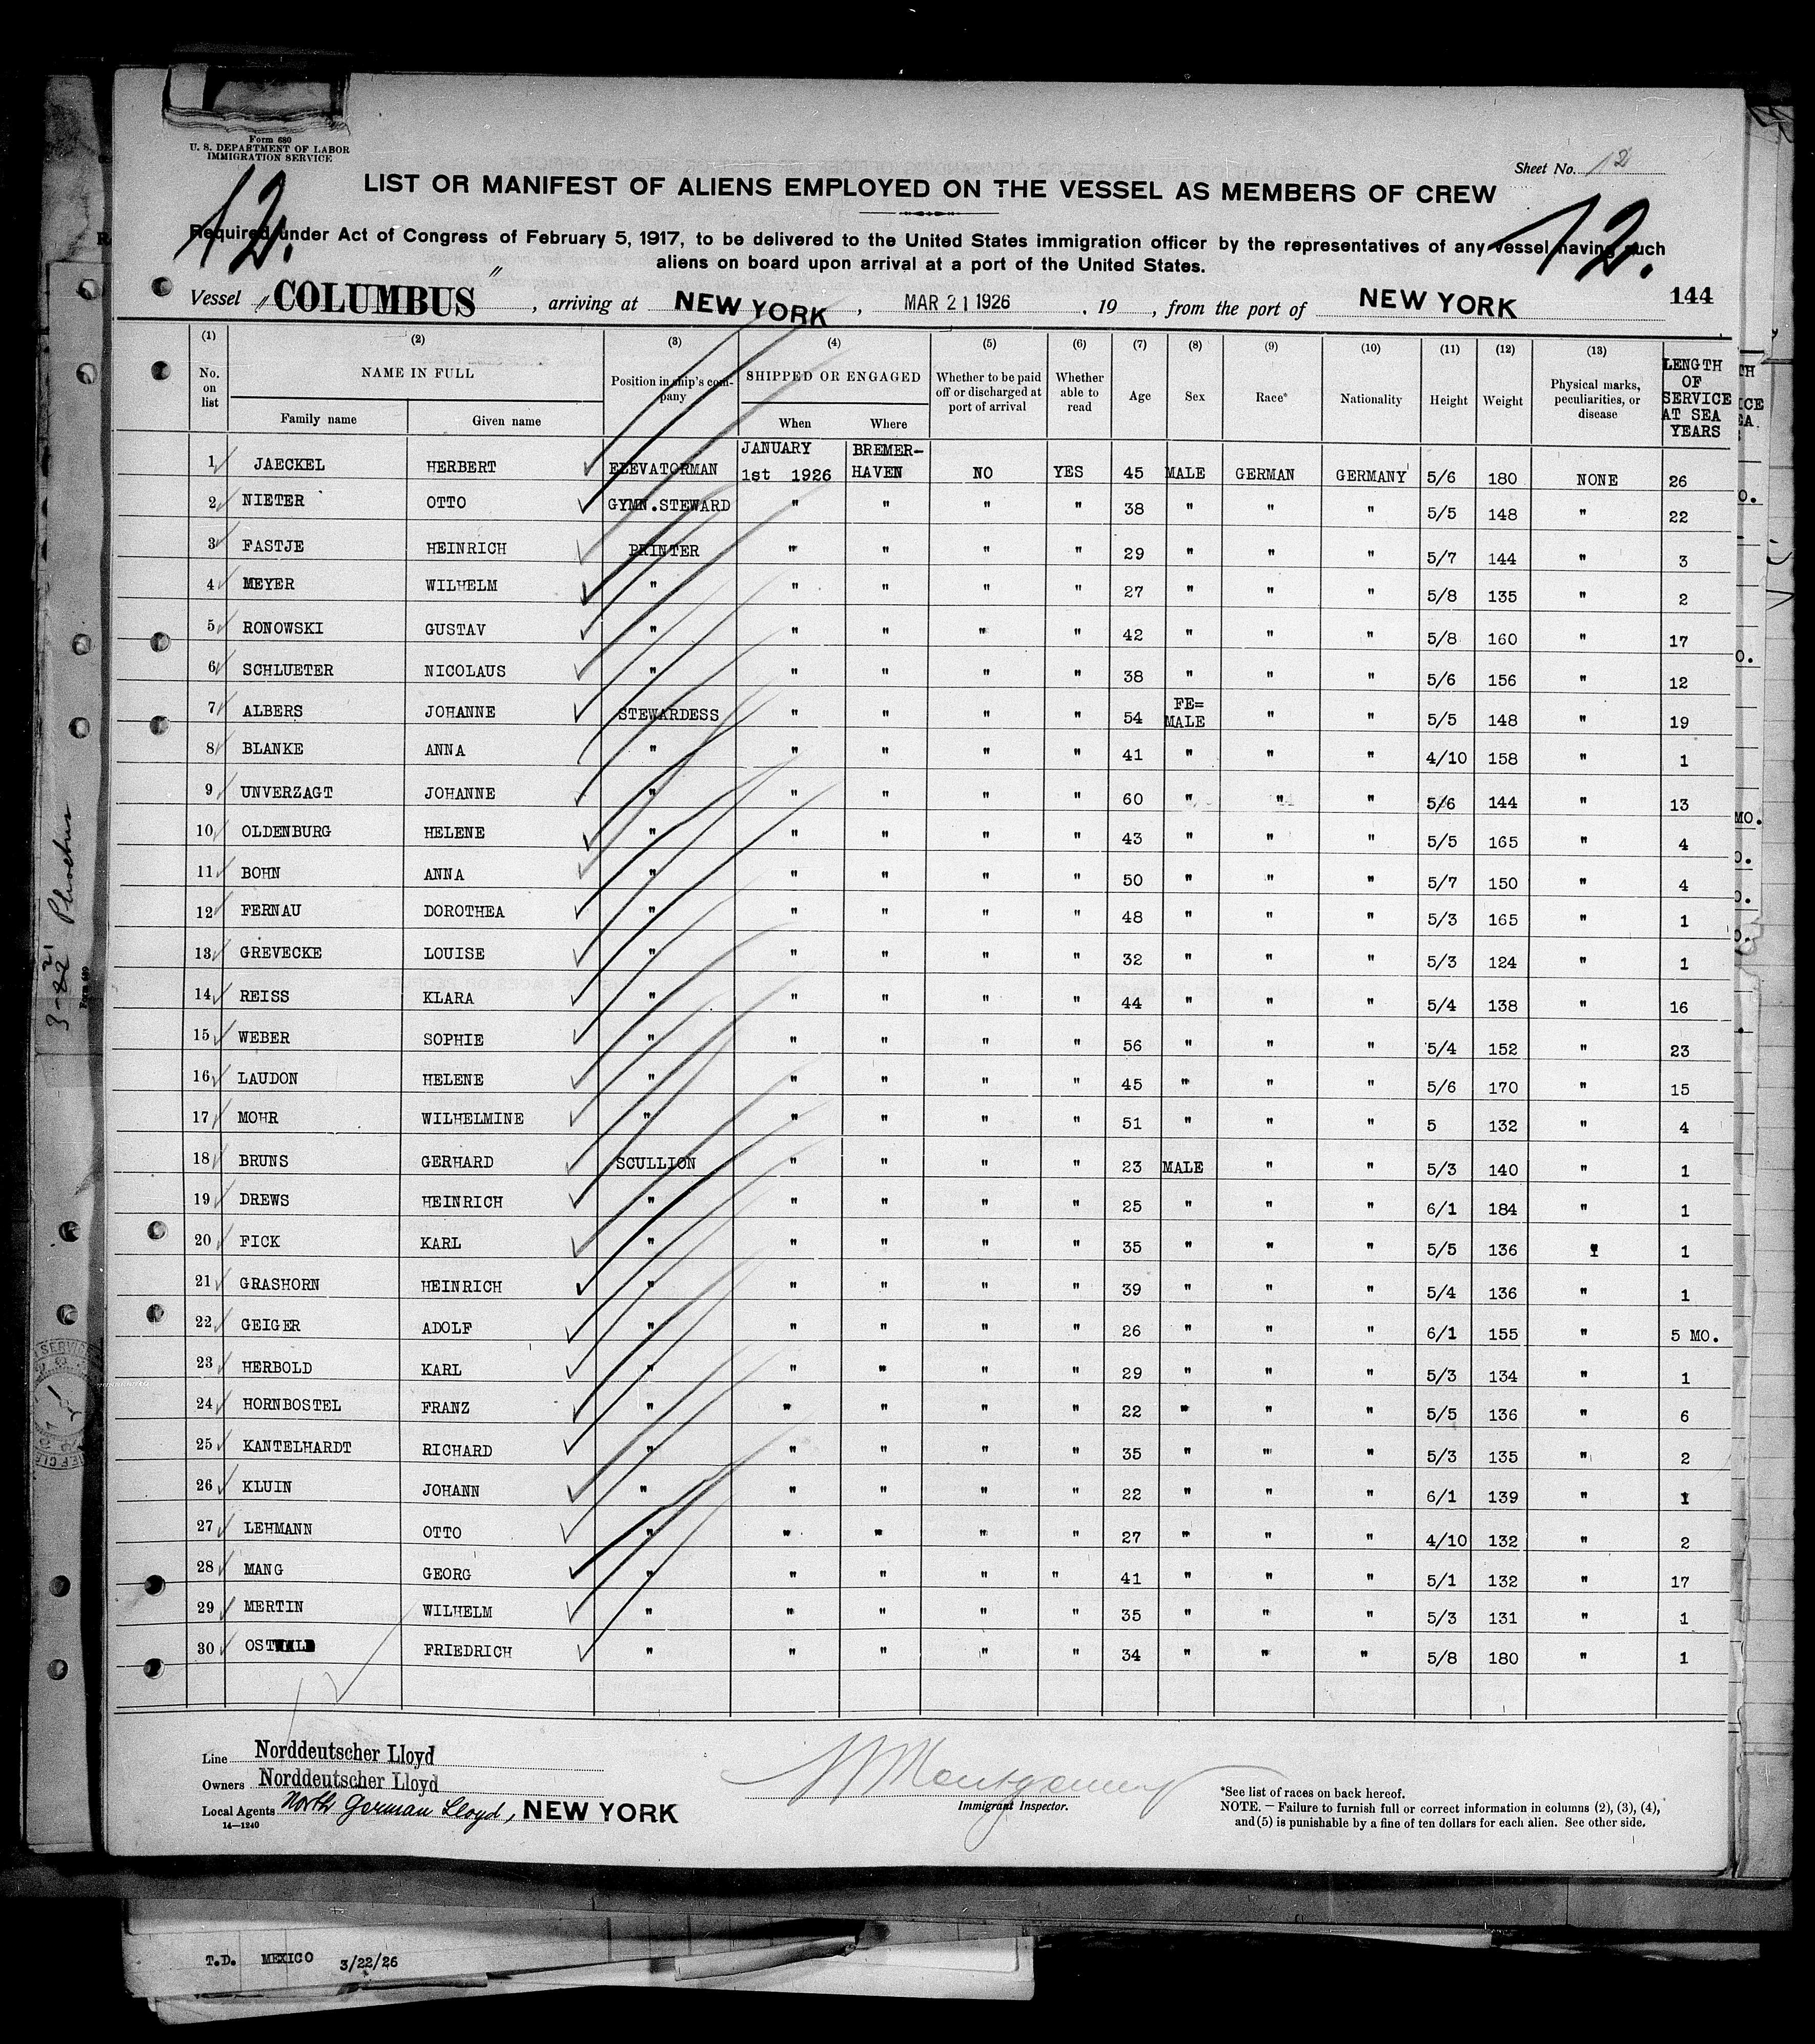 Form 680
U. S. DEPARTMENT OF LABOR
IMMIGRATION SERVICE
Sheet No. 12
12.
12.
LIST OR MANIFEST OF ALIENS EMPLOYED ON THE VESSEL AS MEMBERS OF CREW
Required under Act of Congress of February 5, 1917, to be delivered to the United States immigration officer by the representatives of any vessel having such
aliens on board upon arrival at a port of the United States.
Vessel "COLUMBUS", arriving at NEW YORK, MAR 21 1926, 19 , from the port of NEW YORK 144
(1) (2) (3) (4) (5) (6) (7) (8) (9) (10) (11) (12) (13)
No. on list NAME IN FULL Family name Given name Position in ship's company SHIPPED OR ENGAGED When Where Whether to be paid off or discharged at port of arrival Whether able to read Age Sex Race* Nationality Height Weight Physical marks, peculiarities, or disease LENGTH OF SERVICE AT SEA YEARS
1 JAECKEL HERBERT ELEVATORMAN JANUARY 1st 1926 BREMER-HAVEN NO YES 45 MALE GERMAN GERMANY 5/6 180 NONE 26
2 NIETER OTTO GYMN.STEWARD " " " " 38 " " " 5/5 148 " 22
3 FASTJE HEINRICH PRINTER " " " " 29 " " " 5/7 144 " 3
4 MEYER WILHELM " " " " " 27 " " " 5/8 135 " 2
5 RONOWSKI GUSTAV " " " " " 42 " " " 5/8 160 " 17
6 SCHLUETER NICOLAUS " " " " " 38 " " " 5/6 156 " 12
7 ALBERS JOHANNE STEWARDESS " " " " 54 FE=MALE " " 5/5 148 " 19
8 BLANKE ANNA " " " " " 41 " " " 4/10 158 " 1
9 UNVERZAGT JOHANNE " " " " " 60 " " " 5/6 144 " 13
10 OLDENBURG HELENE " " " " " 43 " " " 5/5 165 " 4
11 BOHN ANNA " " " " " 50 " " " 5/7 150 " 4
12 FERNAU DOROTHEA " " " " " 48 " " " 5/3 165 " 1
13 GREVECKE LOUISE " " " " " 32 " " " 5/3 124 " 1
14 REISS KLARA " " " " " 44 " " " 5/4 138 " 16
15 WEBER SOPHIE " " " " " 56 " " " 5/4 152 " 23
16 LAUDON HELENE " " " " " 45 " " " 5/6 170 " 15
17 MOHR WILHELMINE " " " " " 51 " " " 5 132 " 4
18 BRUNS GERHARD SCULLION " " " " 23 MALE " " 5/3 140 " 1
19 DREWS HEINRICH " " " " " 25 " " " 6/1 184 " 1
20 FICK KARL " " " " " 35 " " " 5/5 136 " 1
21 GRASHORN HEINRICH " " " " " 39 " " " 5/4 136 " 1
22 GEIGER ADOLF " " " " " 26 " " " 6/1 155 " 5 MO.
23 HERBOLD KARL " " " " " 29 " " " 5/3 134 " 1
24 HORNBOSTEL FRANZ " " " " " 22 " " " 5/5 136 " 6
25 KANTELHARDT RICHARD " " " " " 35 " " " 5/3 135 " 2
26 KLUIN JOHANN " " " " " 22 " " " 6/1 139 " 1
27 LEHMANN OTTO " " " " " 27 " " " 4/10 132 " 2
28 MANG GEORG " " " " " 41 " " " 5/1 132 " 17
29 MERTIN WILHELM " " " " " 35 " " " 5/3 131 " 1
30 FRIEDRICH " " " " " 34 " " " 5/8 180 " 1
Line Norddeutscher Lloyd
Owners Norddeutscher Lloyd
Local Agents North German Lloyd, NEW YORK
14—1240
Montgomery
Immigrant Inspector.
*See list of races on back hereof.
NOTE. — Failure to furnish full or correct information in columns (2), (3), (4),
and (5) is punishable by a fine of ten dollars for each alien. See other side.
T.D. MEXICO 3/22/26